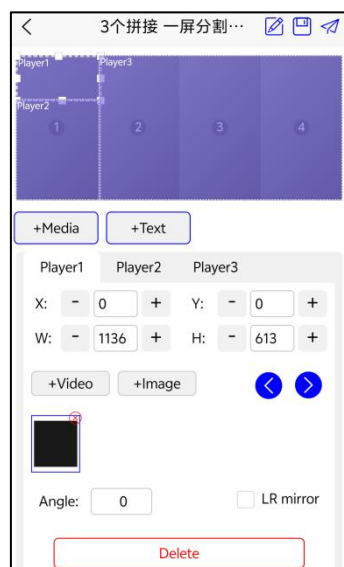 3个拼接 一屏分割···
Player1 Player3
Player2
1 2 3 4
+Media +Text
Player1 Player2 Player3
X: - 0 + Y: - 0 +
W: - 1136 + H: - 613 +
+Video +Image
Angle: 0 LR mirror
Delete